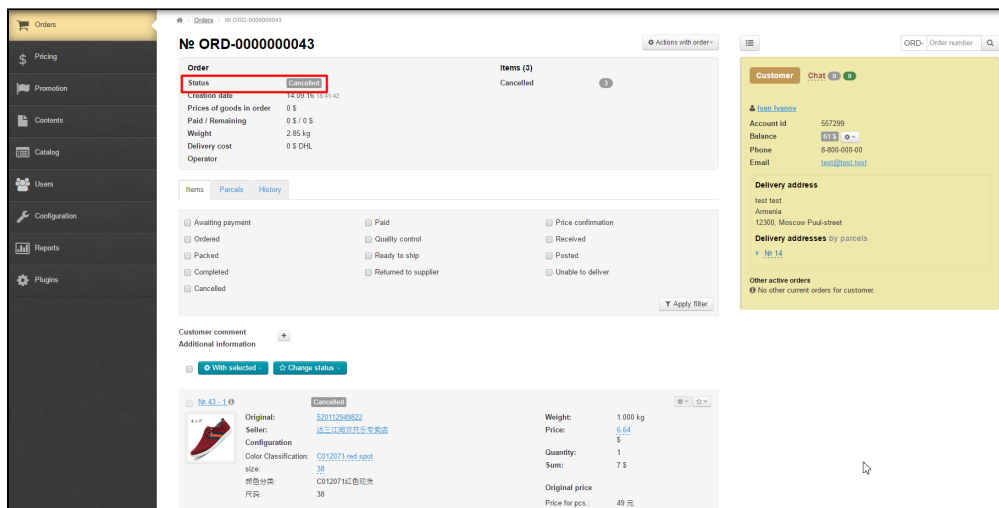 Orders
Pricing
Promotion
Contents
Catalog
Users
Configuration
Reports
Plugins
Orders › № ORD-0000000043
№ ORD-0000000043
Actions with order
Order
Status Cancelled
Creation date 14.09.16 18:41:42
Prices of goods in order 0 $
Paid / Remaining 0 $ / 0 $
Weight 2.85 kg
Delivery cost 0 $ DHL
Operator
Items (3)
Cancelled 3
Items Parcels History
Awaiting payment Paid Price confirmation
Ordered Quality control Received
Packed Ready to ship Posted
Completed Returned to supplier Unable to deliver
Cancelled
Apply filter
Customer comment +
Additional information
With selected Change status
№ 43 - 1 Cancelled
Original: 520112949822
Seller:
Configuration
Color Classification: C012071 red spot
size: 38
颜色分类: C012071红色现货
尺码: 38
Weight: 1.000 kg
Price: 6.64
$
Quantity: 1
Sum: 7 $
Original price
Price for pcs.: 49 元
ORD- Order number
Customer Chat 0 0
Ivan Ivanov
Account id 557299
Balance 61 $
Phone 8-800-000-00
Email test@test.test
Delivery address
test test
Armenia
12300, Moscow Puul-street
Delivery addresses by parcels
№ 14
Other active orders
No other current orders for customer.